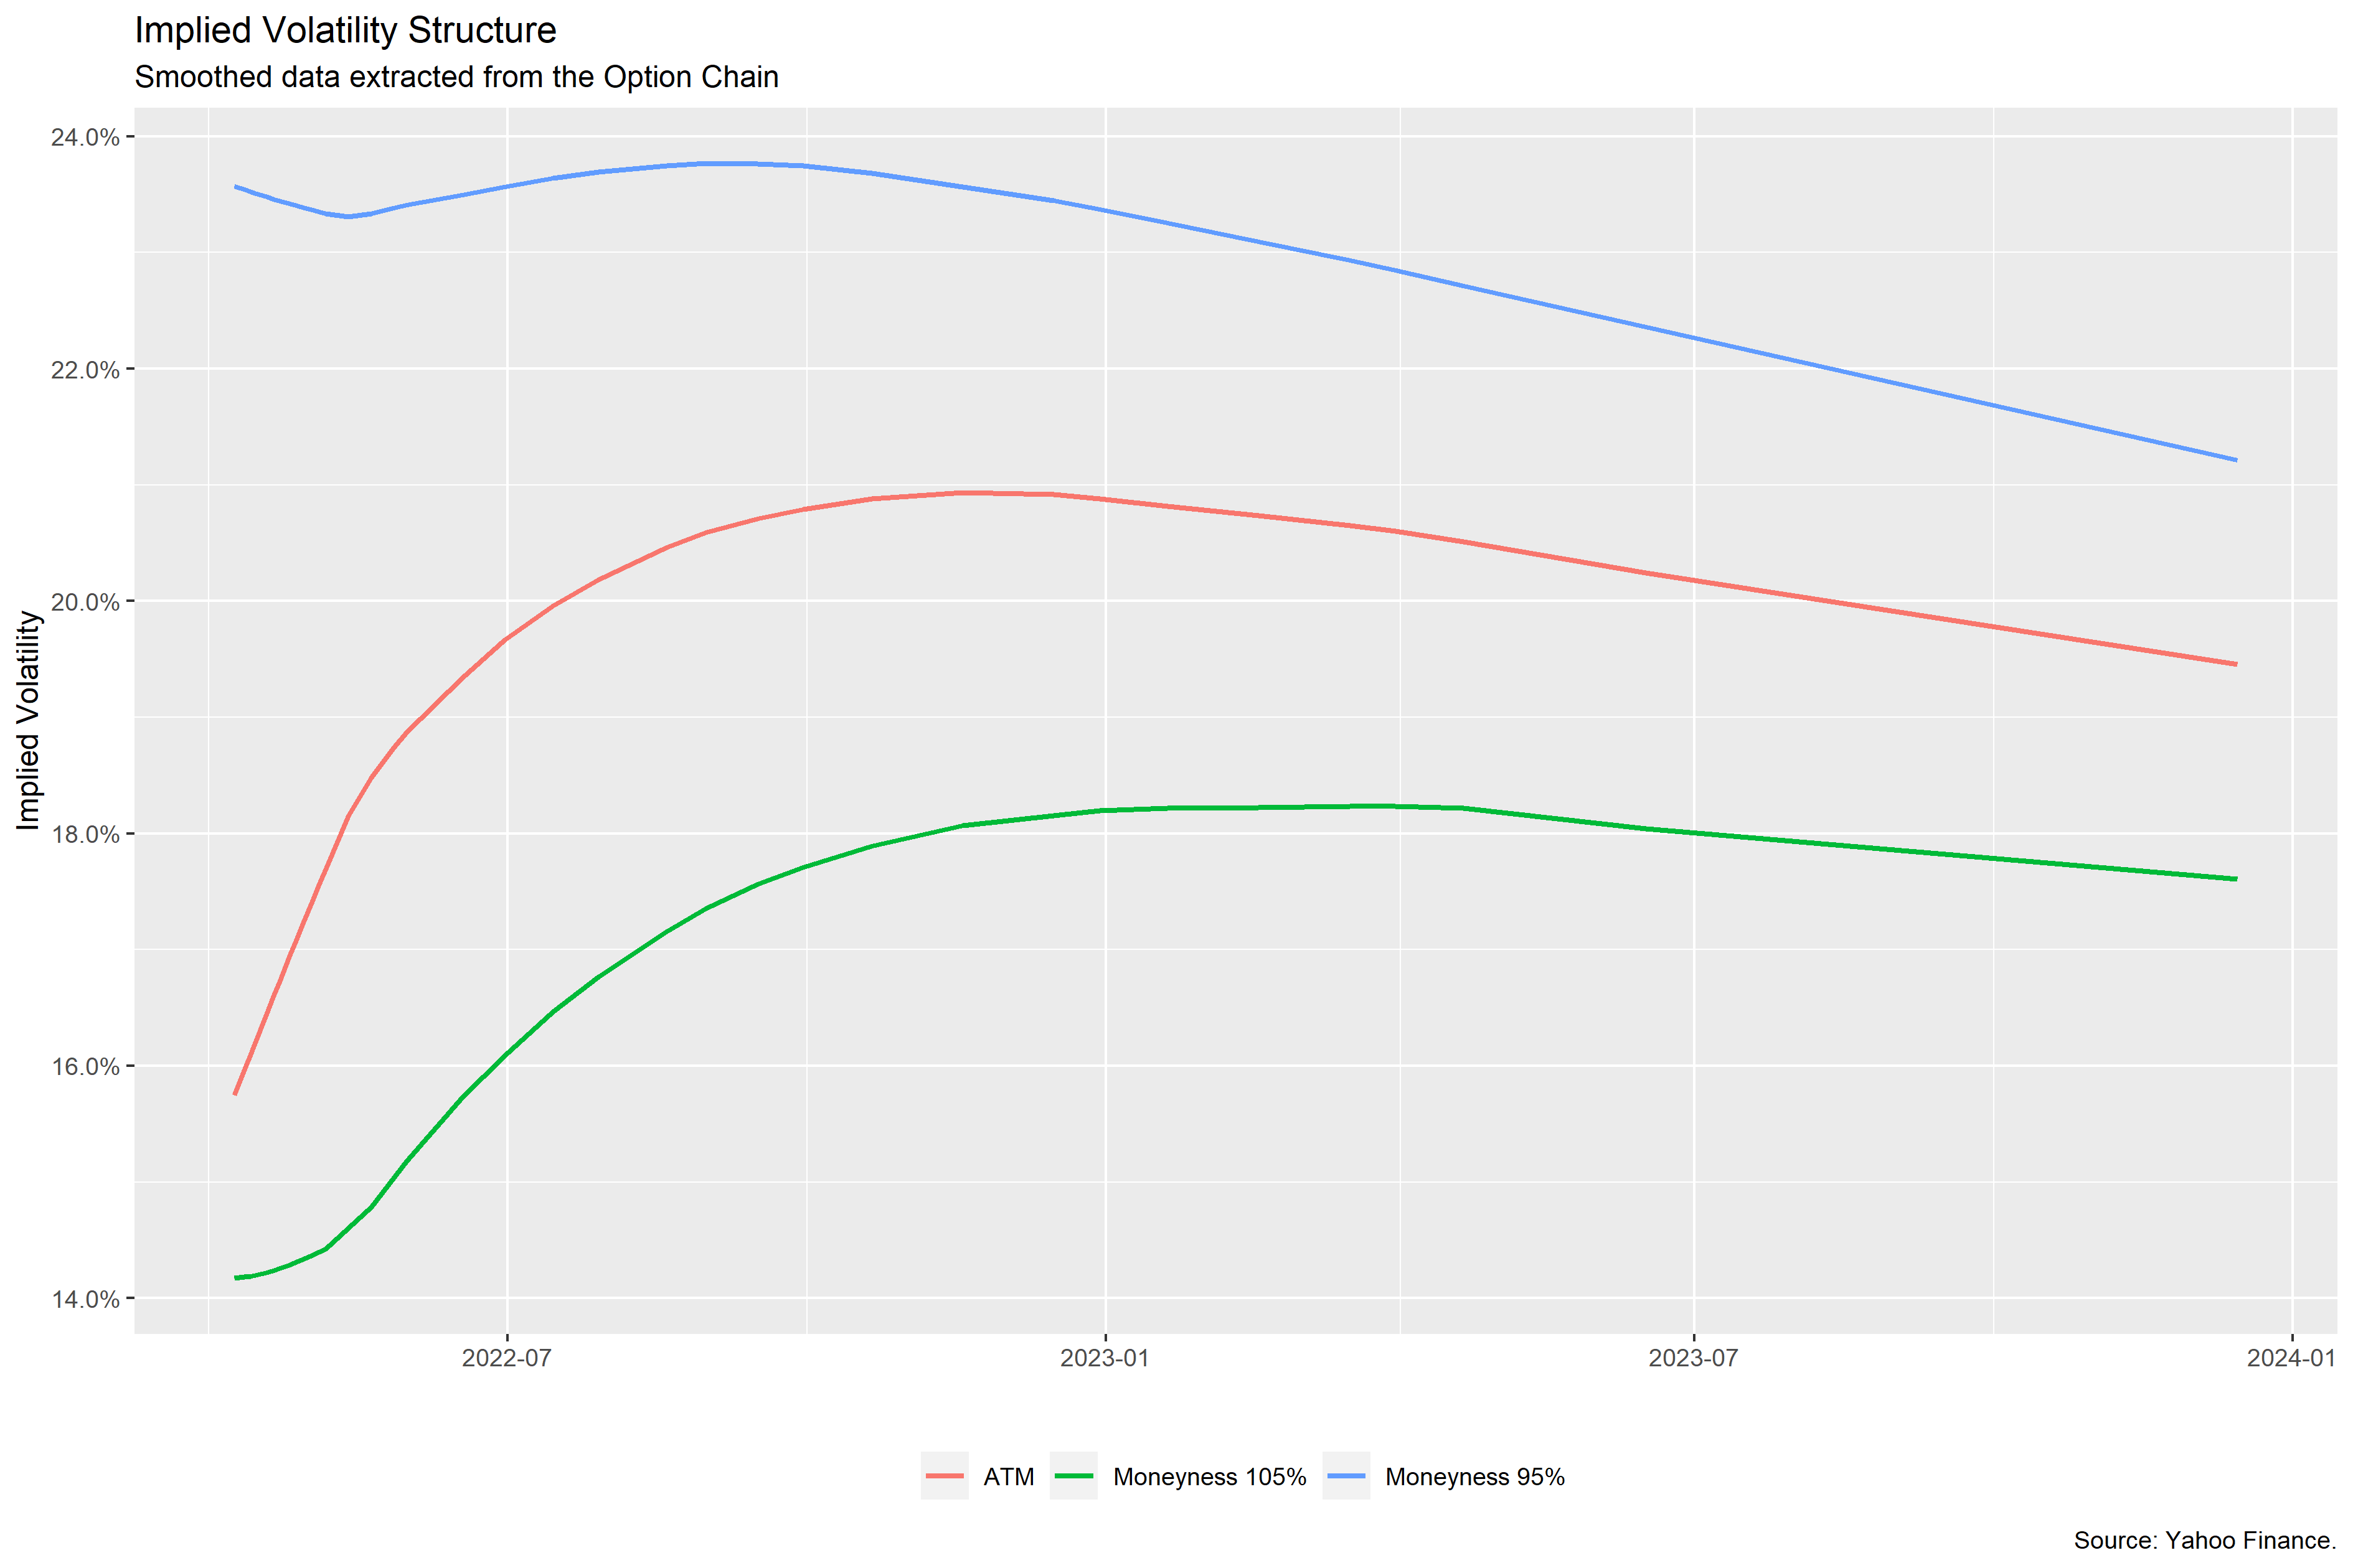 Implied Volatility Structure
Smoothed data extracted from the Option Chain
Implied Volatility
24.0%
22.0%
20.0%
18.0%
16.0%
14.0%
2022-07
2023-01
2023-07
2024-01
ATM
Moneyness 105%
Moneyness 95%
Source: Yahoo Finance.